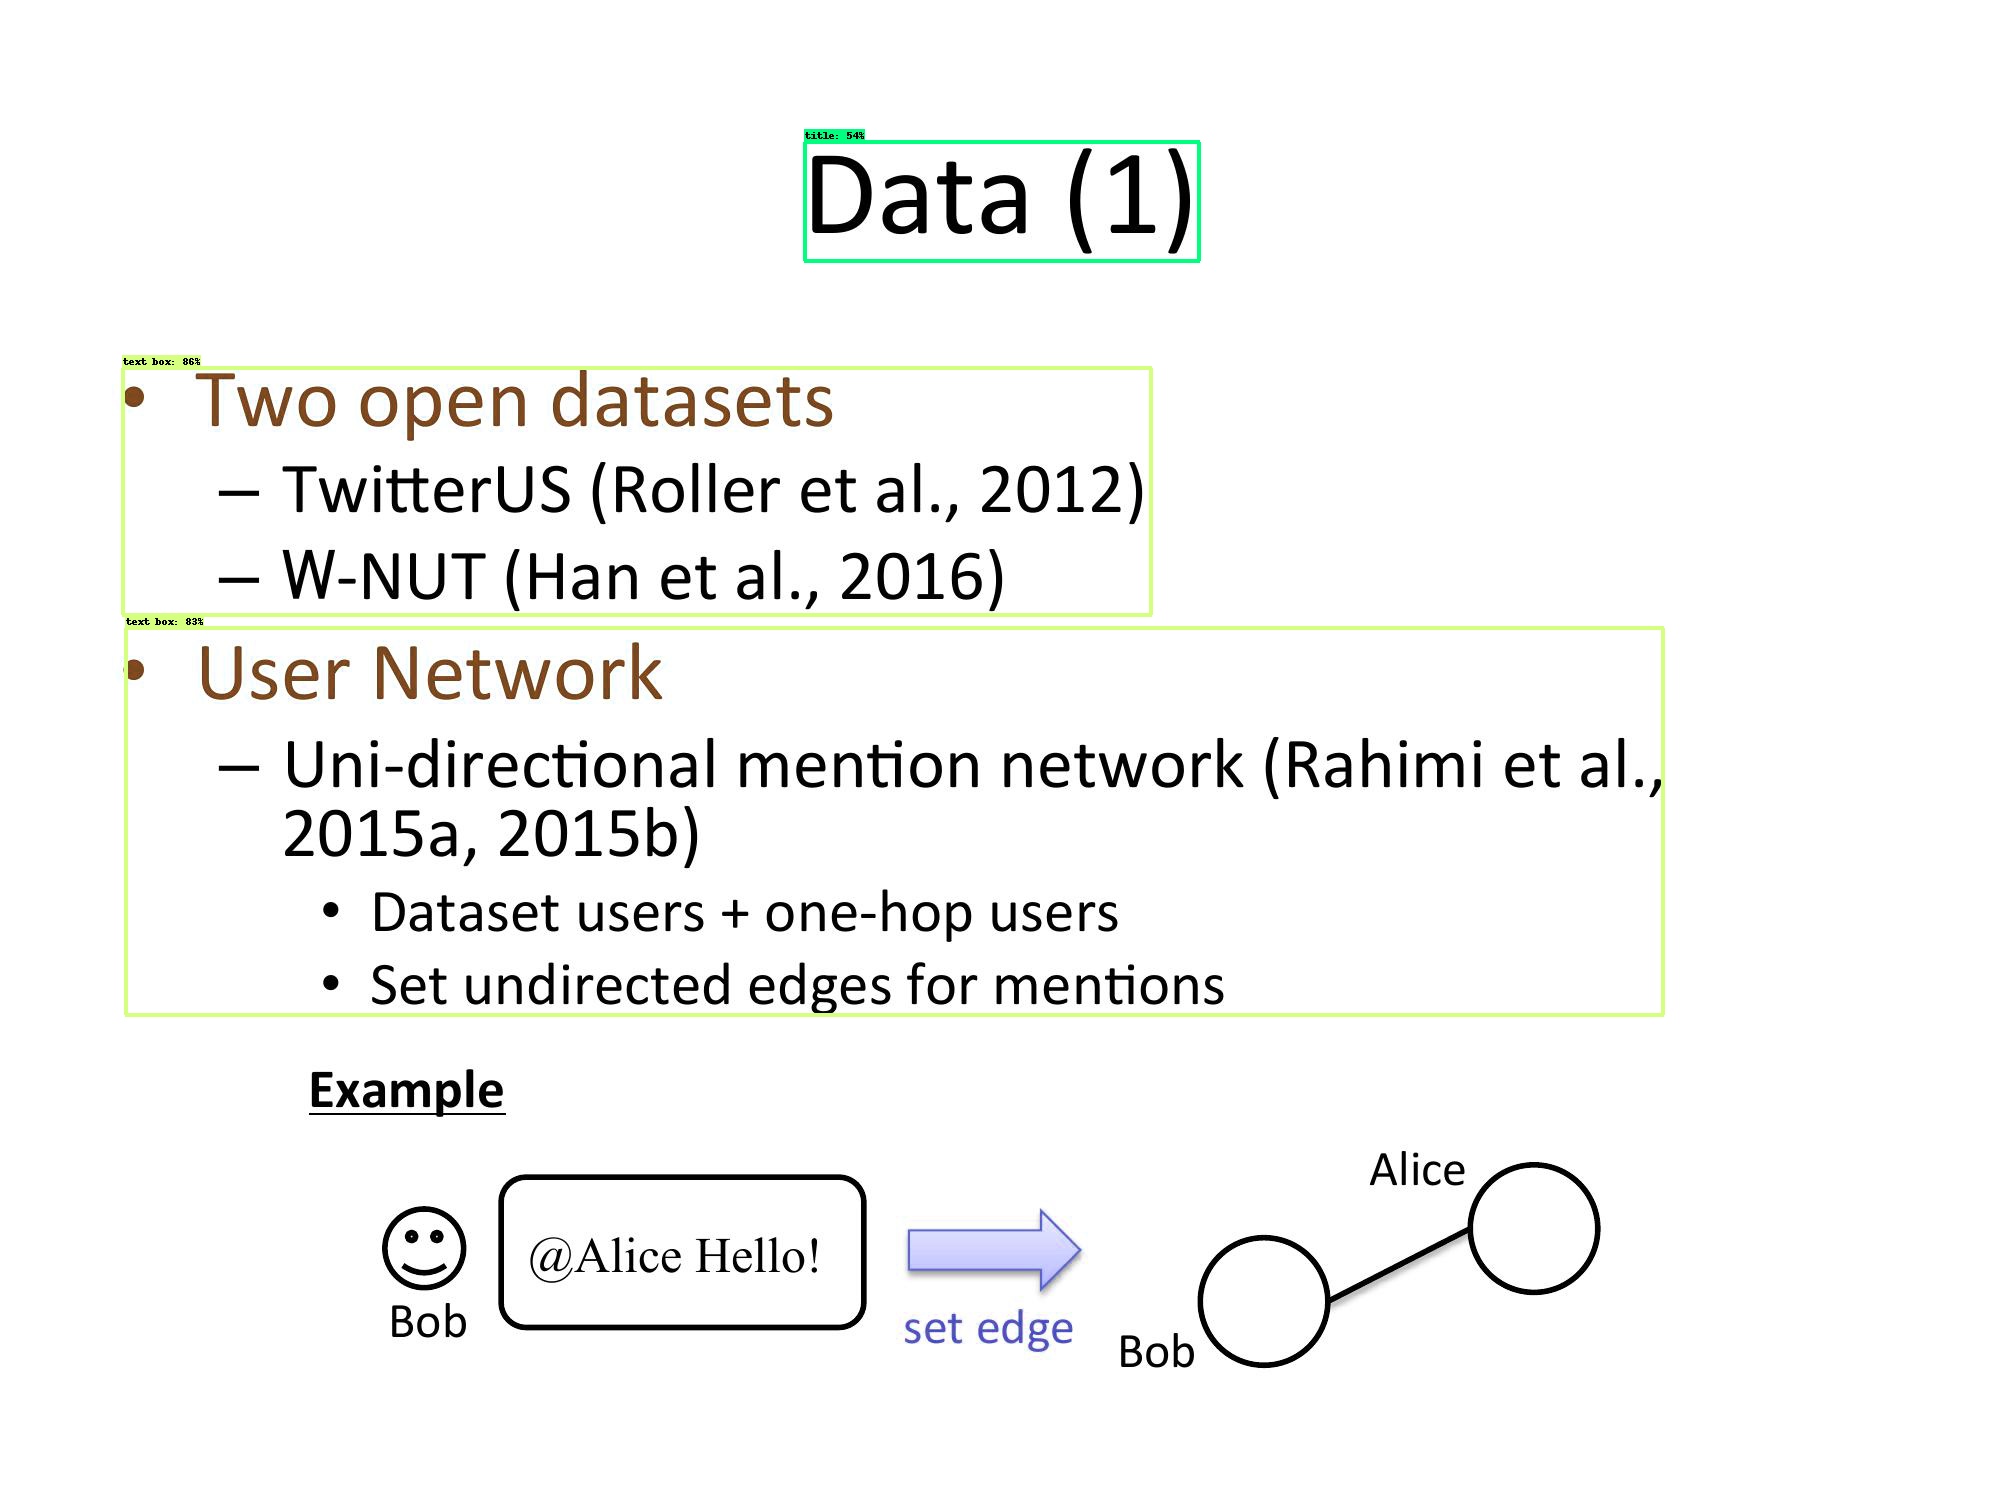 title: 54%
Data (1)
text box: 86%
• Two open datasets
– TwitterUS (Roller et al., 2012)
– W-NUT (Han et al., 2016)
text box: 83%
• User Network
– Uni-directional mention network (Rahimi et al.,
2015a, 2015b)
• Dataset users + one-hop users
• Set undirected edges for mentions
Example
Alice
@Alice Hello!
Bob
set edge
Bob